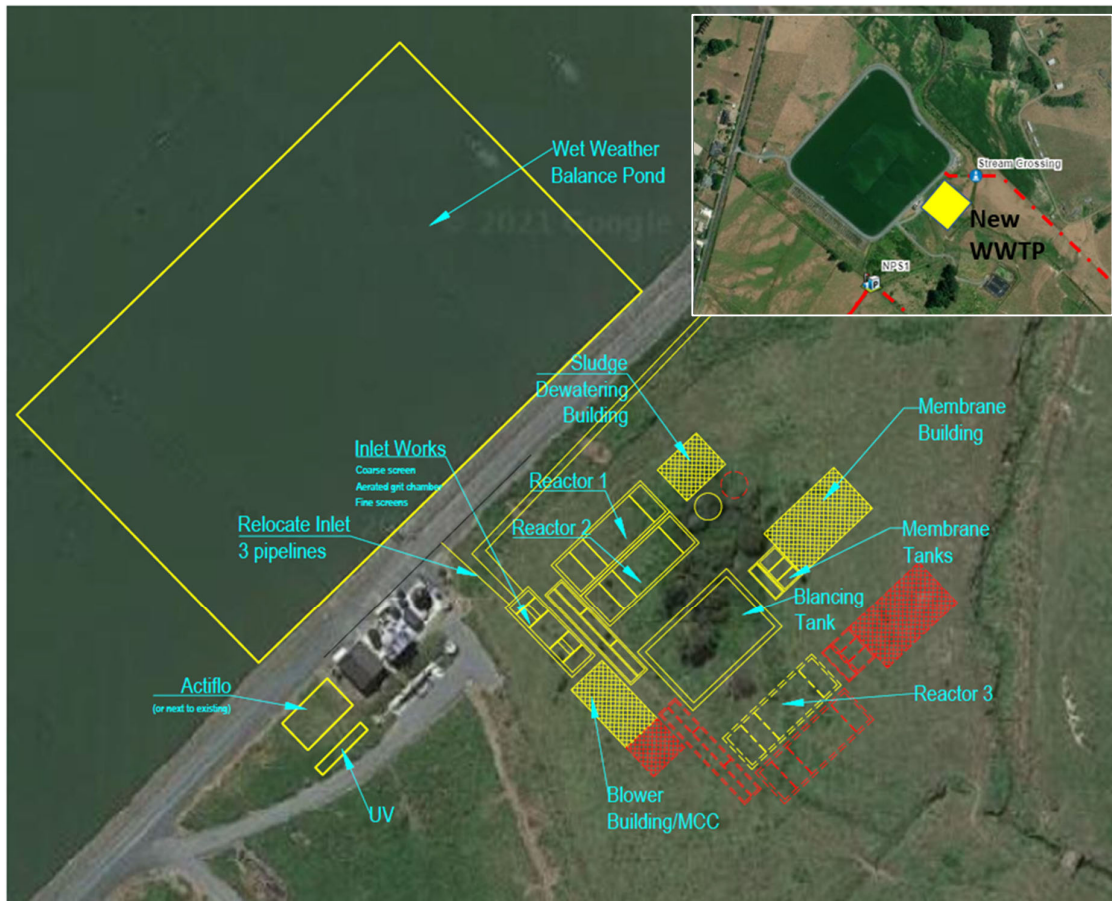 Wet Weather
Balance Pond
© 2021 Google
Stream Crossing
New
WWTP
NPS1
Sludge
Dewatering
Building
Membrane
Building
Inlet Works
Coarse screen
Aerated grit chamber
Fine screens
Reactor 1
Reactor 2
Relocate Inlet
3 pipelines
Membrane
Tanks
Blancing
Tank
Actiflo
(or next to existing)
Reactor 3
UV
Blower
Building/MCC